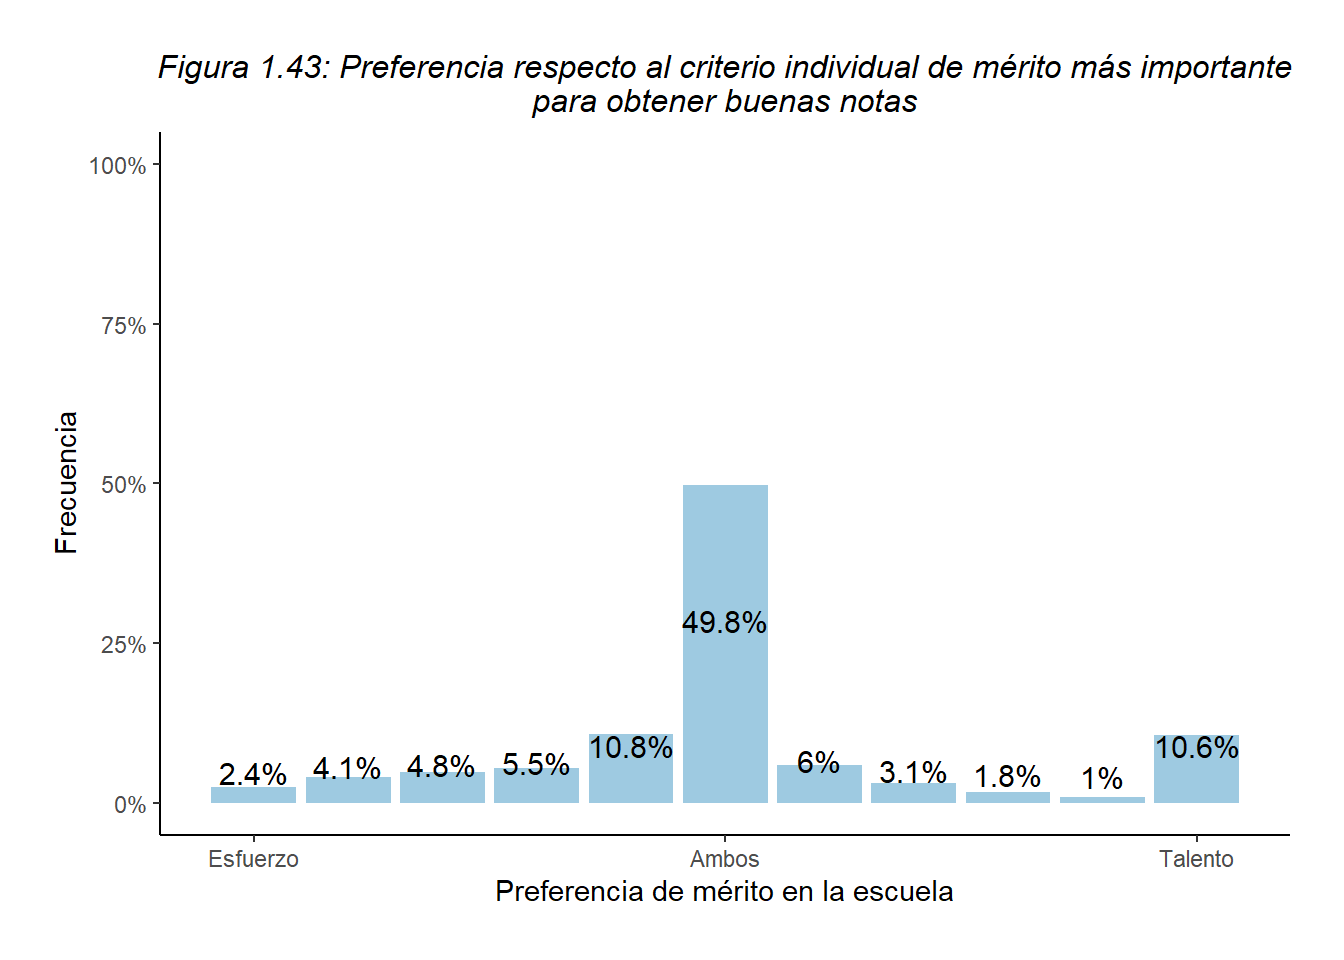 Figura 1.43: Preferencia respecto al criterio individual de mérito más importante
para obtener buenas notas
100%
75%
50%
25%
0%
Frecuencia
2.4%
4.1%
4.8%
5.5%
10.8%
49.8%
6%
3.1%
1.8%
1%
10.6%
Esfuerzo
Ambos
Talento
Preferencia de mérito en la escuela